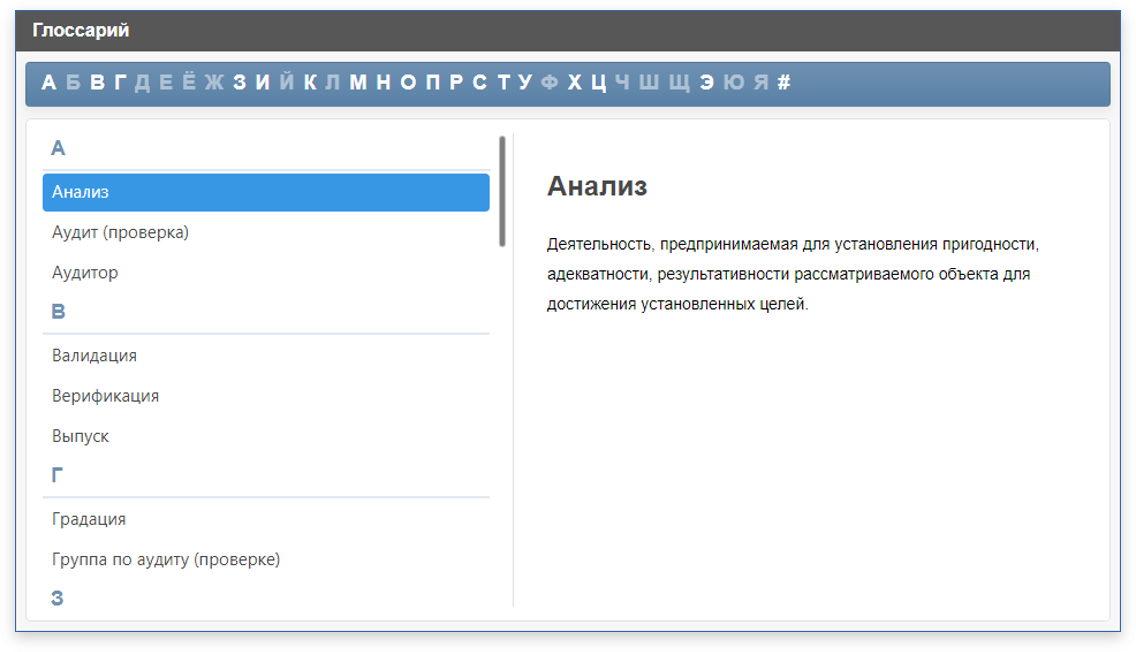 Глоссарий
А Б В Г Д Е Ё Ж З И Й К Л М Н О П Р С Т У Ф Х Ц Ч Ш Щ Э Ю Я #
А
Анализ
Аудит (проверка)
Аудитор
В
Валидация
Верификация
Выпуск
Г
Градация
Группа по аудиту (проверке)
З
Анализ
Деятельность, предпринимаемая для установления пригодности,
адекватности, результативности рассматриваемого объекта для
достижения установленных целей.